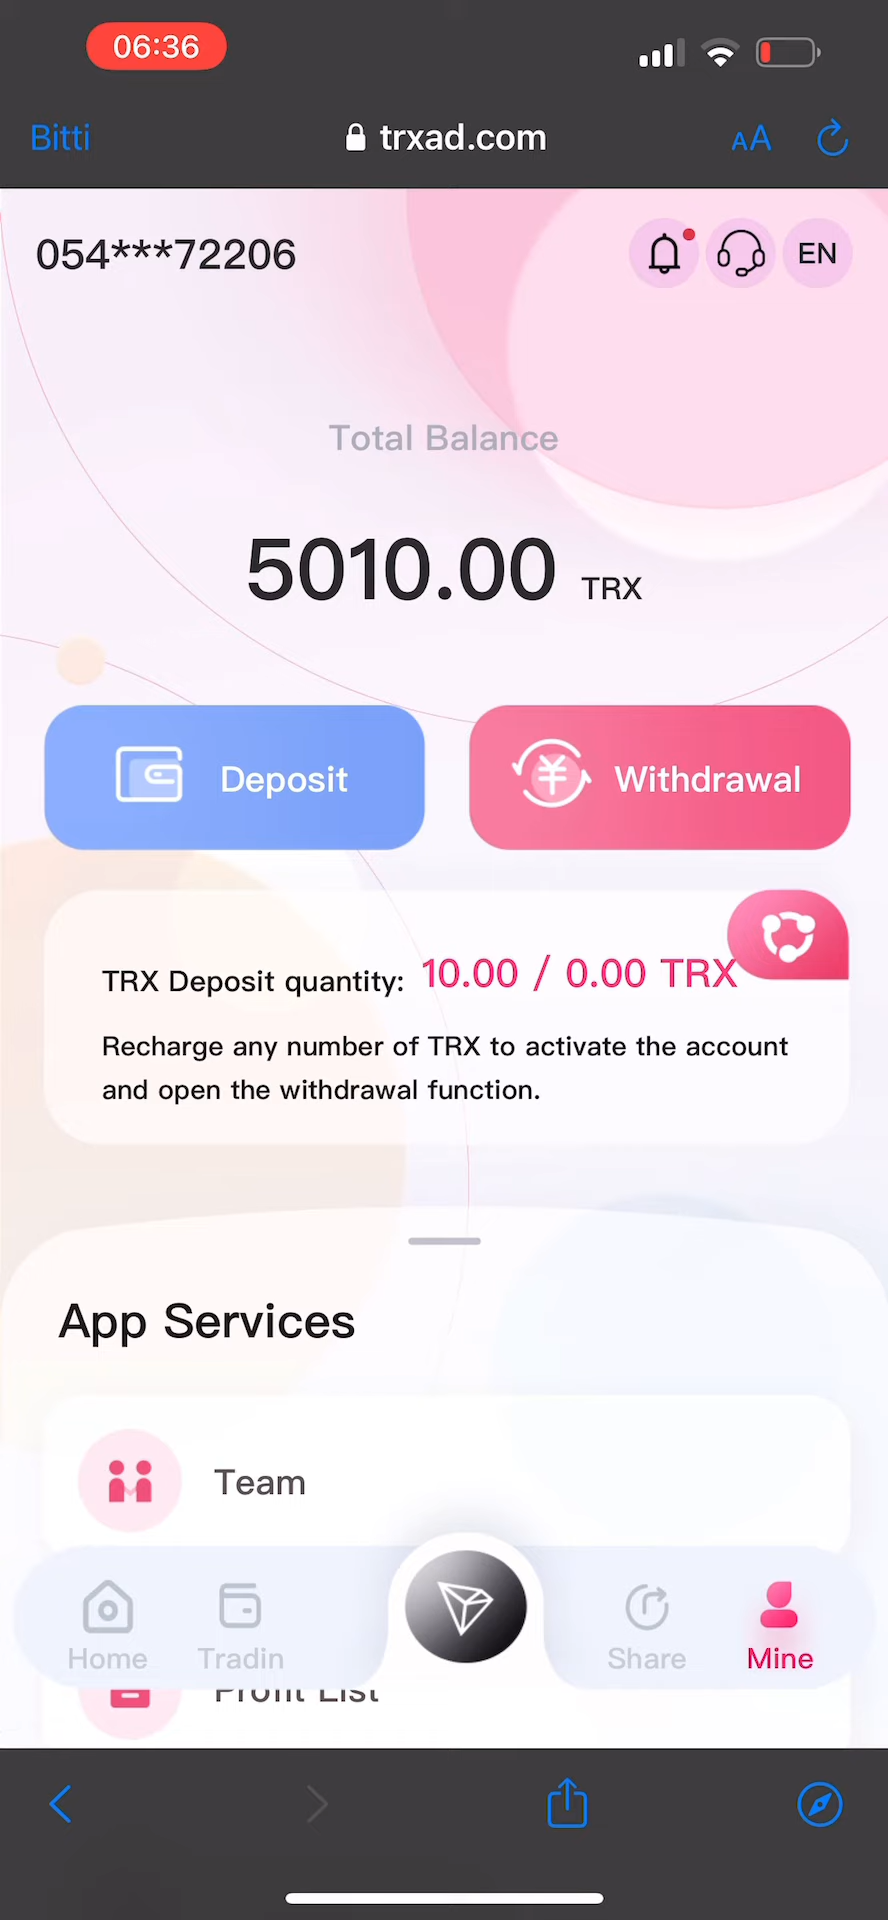 06:36
Bitti
trxad.com
AA
054***72206
EN
Total Balance
5010.00 TRX
Deposit
Withdrawal
TRX Deposit quantity: 10.00 / 0.00 TRX
Recharge any number of TRX to activate the account
and open the withdrawal function.
App Services
Team
Home
Tradin
Share
Mine
Profit List